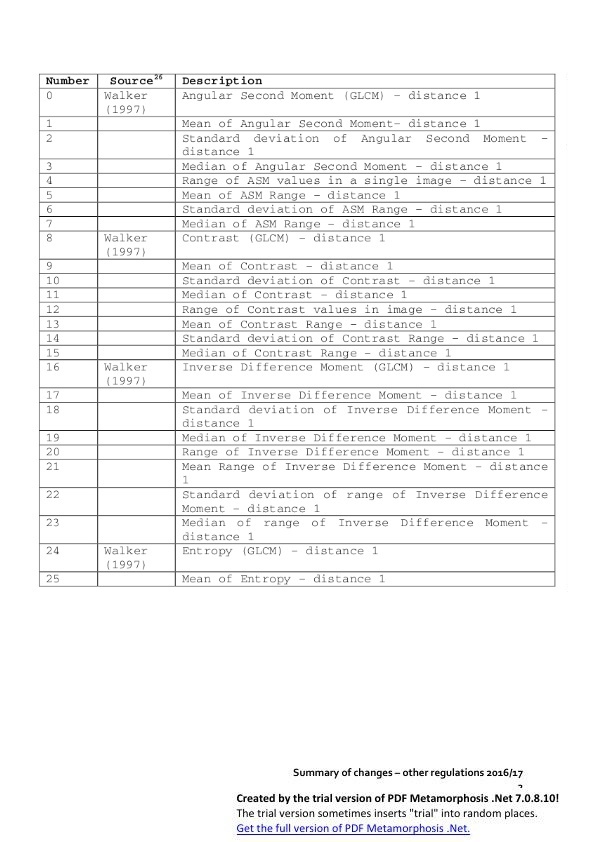 Number Source26 Description
0 Walker Angular Second Moment (GLCM) – distance 1
(1997)
1 Mean of Angular Second Moment– distance 1
2 Standard deviation of Angular Second Moment –
distance 1
3 Median of Angular Second Moment – distance 1
4 Range of ASM values in a single image – distance 1
5 Mean of ASM Range – distance 1
6 Standard deviation of ASM Range – distance 1
7 Median of ASM Range – distance 1
8 Walker Contrast (GLCM) – distance 1
(1997)
9 Mean of Contrast – distance 1
10 Standard deviation of Contrast – distance 1
11 Median of Contrast – distance 1
12 Range of Contrast values in image – distance 1
13 Mean of Contrast Range – distance 1
14 Standard deviation of Contrast Range – distance 1
15 Median of Contrast Range – distance 1
16 Walker Inverse Difference Moment (GLCM) – distance 1
(1997)
17 Mean of Inverse Difference Moment – distance 1
18 Standard deviation of Inverse Difference Moment –
distance 1
19 Median of Inverse Difference Moment – distance 1
20 Range of Inverse Difference Moment – distance 1
21 Mean Range of Inverse Difference Moment – distance
1
22 Standard deviation of range of Inverse Difference
Moment – distance 1
23 Median of range of Inverse Difference Moment –
distance 1
24 Walker Entropy (GLCM) – distance 1
(1997)
25 Mean of Entropy – distance 1
Summary of changes – other regulations 2016/17
Created by the trial version of PDF Metamorphosis .Net 7.0.8.10!
The trial version sometimes inserts "trial" into random places.
Get the full version of PDF Metamorphosis .Net.